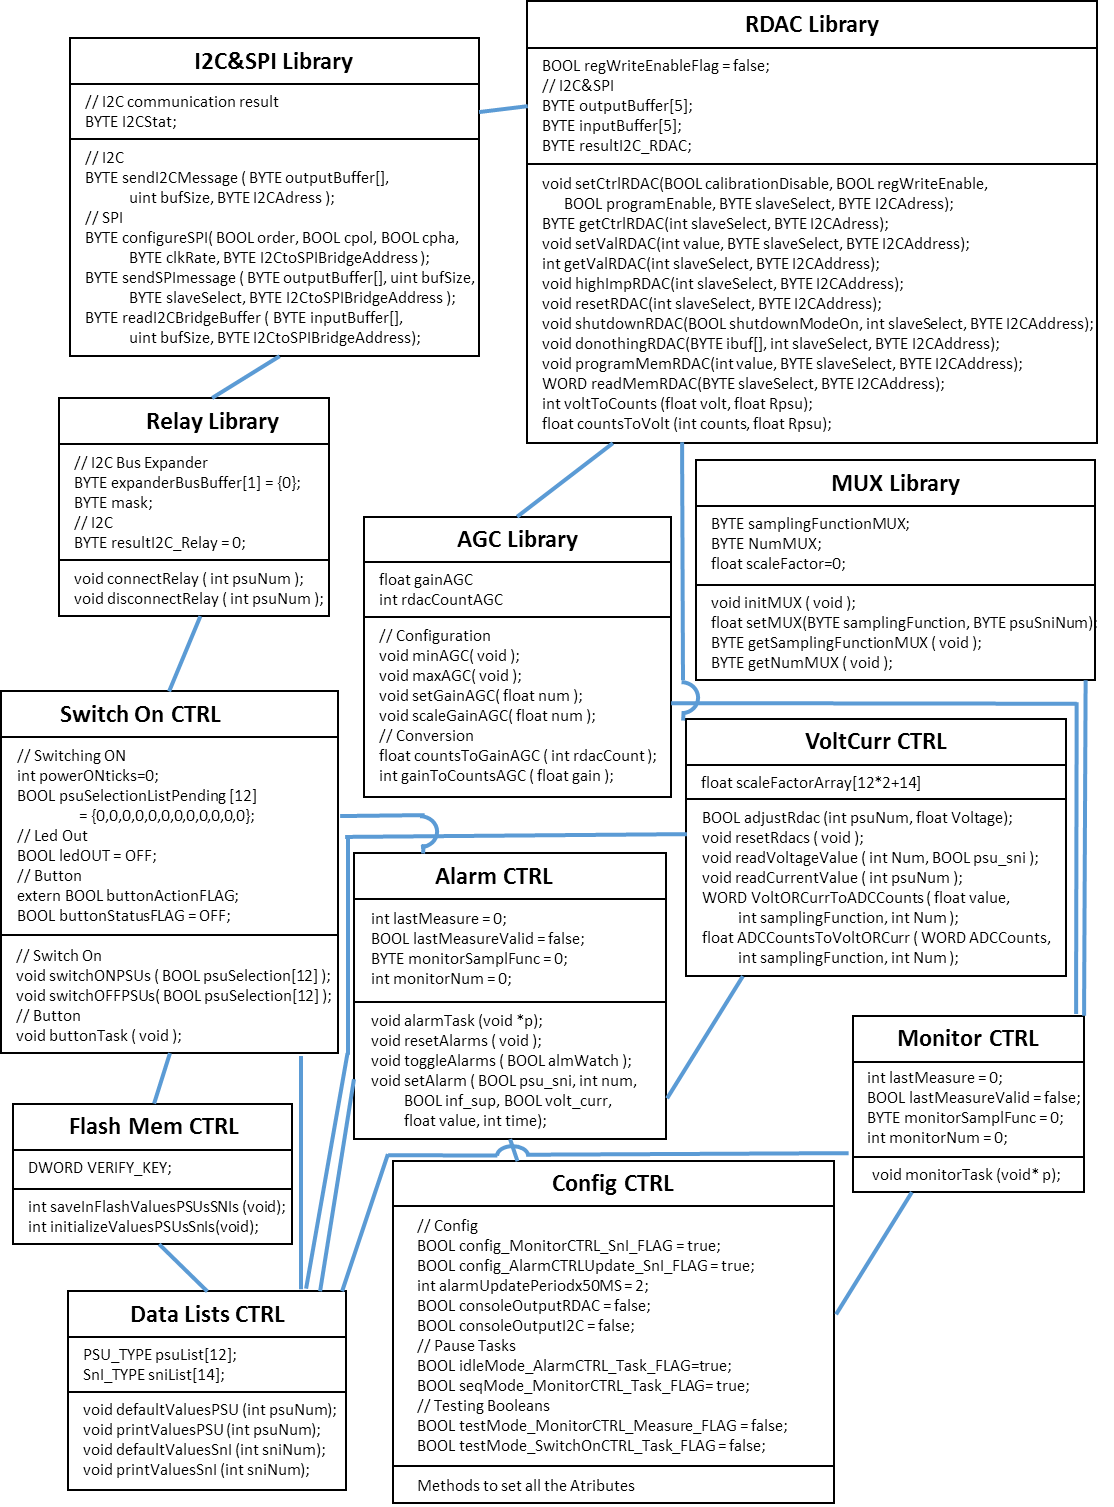 I2C&SPI Library
// I2C communication result
BYTE I2CStat;
// I2C
BYTE sendI2CMessage ( BYTE outputBuffer[],
uint bufSize, BYTE I2CAdress );
// SPI
BYTE configureSPI( BOOL order, BOOL cpol, BOOL cpha,
BYTE clkRate, BYTE I2CtoSPIBridgeAddress );
BYTE sendSPImessage ( BYTE outputBuffer[], uint bufSize,
BYTE slaveSelect, BYTE I2CtoSPIBridgeAddress );
BYTE readI2CBridgeBuffer ( BYTE inputBuffer[],
uint bufSize, BYTE I2CtoSPIBridgeAddress);
RDAC Library
BOOL regWriteEnableFlag = false;
// I2C&SPI
BYTE outputBuffer[5];
BYTE inputBuffer[5];
BYTE resultI2C_RDAC;
void setCtrlRDAC(BOOL calibrationDisable, BOOL regWriteEnable,
BOOL programEnable, BYTE slaveSelect, BYTE I2CAdress);
BYTE getCtrlRDAC(int slaveSelect, BYTE I2CAddress);
void setValRDAC(int value, BYTE slaveSelect, BYTE I2CAddress);
int getValRDAC(int slaveSelect, BYTE I2CAddress);
void highImpRDAC(int slaveSelect, BYTE I2CAddress);
void resetRDAC(int slaveSelect, BYTE I2CAddress);
void shutdownRDAC(BOOL shutdownModeOn, int slaveSelect, BYTE I2CAddress);
void donothingRDAC(BYTE ibuf[], int slaveSelect, BYTE I2CAddress);
void programMemRDAC(int value, BYTE slaveSelect, BYTE I2CAddress);
WORD readMemRDAC(BYTE slaveSelect, BYTE I2CAddress);
int voltToCounts (float volt, float Rpsu);
float countsToVolt (int counts, float Rpsu);
Relay Library
// I2C Bus Expander
BYTE expanderBusBuffer[1] = {0};
BYTE mask;
// I2C
BYTE resultI2C_Relay = 0;
void connectRelay ( int psuNum );
void disconnectRelay ( int psuNum );
AGC Library
float gainAGC
int rdacCountAGC
// Configuration
void minAGC( void );
void maxAGC( void );
void setGainAGC( float num );
void scaleGainAGC( float num );
// Conversion
float countsToGainAGC ( int rdacCount );
int gainToCountsAGC ( float gain );
MUX Library
BYTE samplingFunctionMUX;
BYTE NumMUX;
float scaleFactor=0;
void initMUX ( void );
float setMUX(BYTE samplingFunction, BYTE psuSniNum);
BYTE getSamplingFunctionMUX ( void );
BYTE getNumMUX ( void );
Switch On CTRL
// Switching ON
int powerONticks=0;
BOOL psuSelectionListPending [12]
= {0,0,0,0,0,0,0,0,0,0,0,0};
// Led Out
BOOL ledOUT = OFF;
// Button
extern BOOL buttonActionFLAG;
BOOL buttonStatusFLAG = OFF;
// Switch On
void switchONPSUs ( BOOL psuSelection[12] );
void switchOFFPSUs( BOOL psuSelection[12] );
// Button
void buttonTask ( void );
VoltCurr CTRL
float scaleFactorArray[12*2+14]
BOOL adjustRdac (int psuNum, float Voltage);
void resetRdacs ( void );
void readVoltageValue ( int Num, BOOL psu_sni );
void readCurrentValue ( int psuNum );
WORD VoltORCurrToADCCounts ( float value,
int samplingFunction, int Num );
float ADCCountsToVoltORCurr ( WORD ADCCounts,
int samplingFunction, int Num );
Alarm CTRL
int lastMeasure = 0;
BOOL lastMeasureValid = false;
BYTE monitorSamplFunc = 0;
int monitorNum = 0;
void alarmTask (void *p);
void resetAlarms ( void );
void toggleAlarms ( BOOL almWatch );
void setAlarm ( BOOL psu_sni, int num,
BOOL inf_sup, BOOL volt_curr,
float value, int time);
Monitor CTRL
int lastMeasure = 0;
BOOL lastMeasureValid = false;
BYTE monitorSamplFunc = 0;
int monitorNum = 0;
void monitorTask (void* p);
Flash Mem CTRL
DWORD VERIFY_KEY;
int saveInFlashValuesPSUsSNIs (void);
int initializeValuesPSUsSnIs(void);
Config CTRL
// Config
BOOL config_MonitorCTRL_SnI_FLAG = true;
BOOL config_AlarmCTRLUpdate_SnI_FLAG = true;
int alarmUpdatePeriodx50MS = 2;
BOOL consoleOutputRDAC = false;
BOOL consoleOutputI2C = false;
// Pause Tasks
BOOL idleMode_AlarmCTRL_Task_FLAG=true;
BOOL seqMode_MonitorCTRL_Task_FLAG= true;
// Testing Booleans
BOOL testMode_MonitorCTRL_Measure_FLAG = false;
BOOL testMode_SwitchOnCTRL_Task_FLAG = false;
Methods to set all the Atributes
Data Lists CTRL
PSU_TYPE psuList[12];
SnI_TYPE sniList[14];
void defaultValuesPSU (int psuNum);
void printValuesPSU (int psuNum);
void defaultValuesSnI (int sniNum);
void printValuesSnI (int sniNum);